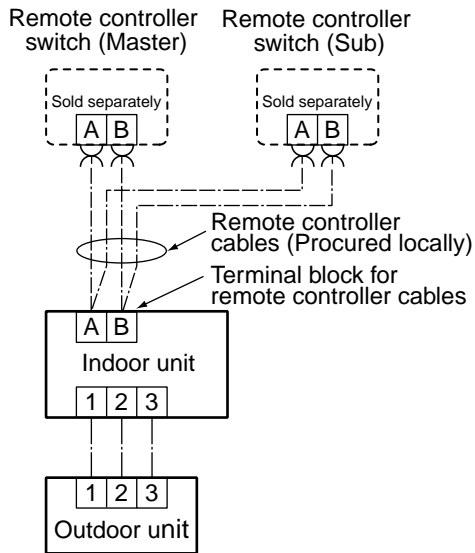 Remote controller
switch (Master)
Remote controller
switch (Sub)
Sold separately
A B
Sold separately
A B
Remote controller
cables (Procured locally)
Terminal block for
remote controller cables
A B
Indoor unit
1 2 3
1 2 3
Outdoor unit